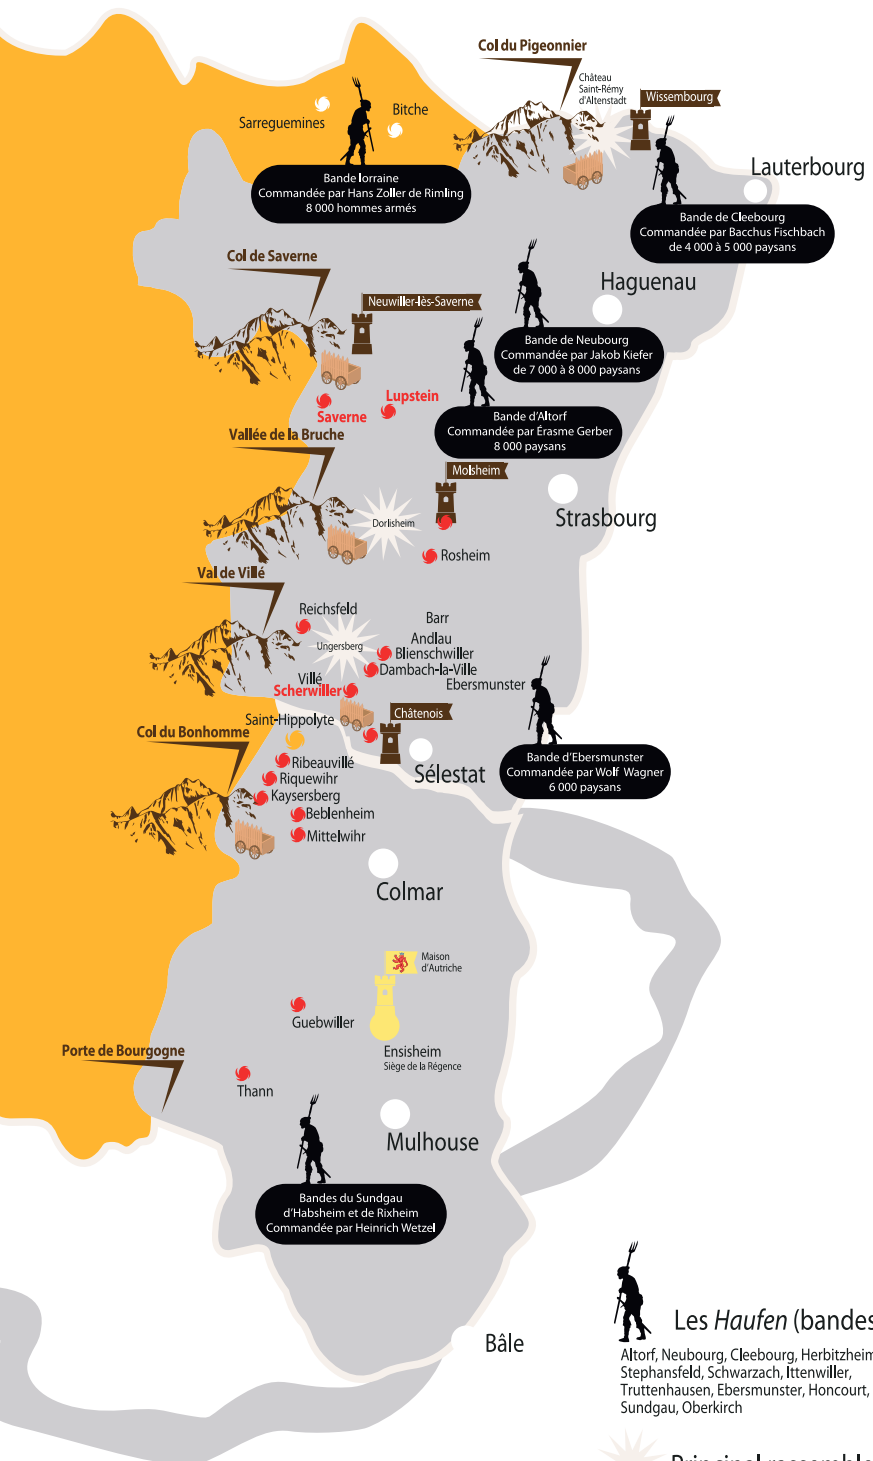 Col du Pigeonnier
Château
Saint-Rémy
d'Altenstadt
Wissembourg
Sarreguemines
Bitche
Lauterbourg
Bande lorraine
Commandée par Hans Zoller de Rimling
8 000 hommes armés
Bande de Cleebourg
Commandée par Bacchus Fischbach
de 4 000 à 5 000 paysans
Col de Saverne
Haguenau
Neuwiller-lès-Saverne
Bande de Neubourg
Commandée par Jakob Kiefer
de 7 000 à 8 000 paysans
Lupstein
Saverne
Bande d'Altorf
Commandée par Érasme Gerber
8 000 paysans
Vallée de la Bruche
Molsheim
Strasbourg
Dorlisheim
Rosheim
Val de Villé
Reichsfeld
Barr
Ungersberg
Andlau
Blienschwiller
Dambach-la-Ville
Villé
Ebersmunster
Scherwiller
Châtenois
Saint-Hippolyte
Col du Bonhomme
Ribeauvillé
Sélestat
Bande d'Ebersmunster
Commandée par Wolf Wagner
6 000 paysans
Riquewihr
Kaysersberg
Beblenheim
Mittelwihr
Colmar
Maison
d'Autriche
Guebwiller
Ensisheim
Siège de la Régence
Porte de Bourgogne
Thann
Mulhouse
Bandes du Sundgau
d'Habsheim et de Rixheim
Commandée par Heinrich Wetzel
Bâle
Les Haufen (bandes
Altorf, Neubourg, Cleebourg, Herbitzheim
Stephansfeld, Schwarzach, Ittenwiller,
Truttenhausen, Ebersmunster, Honcourt,
Sundgau, Oberkirch
Principal rassemble